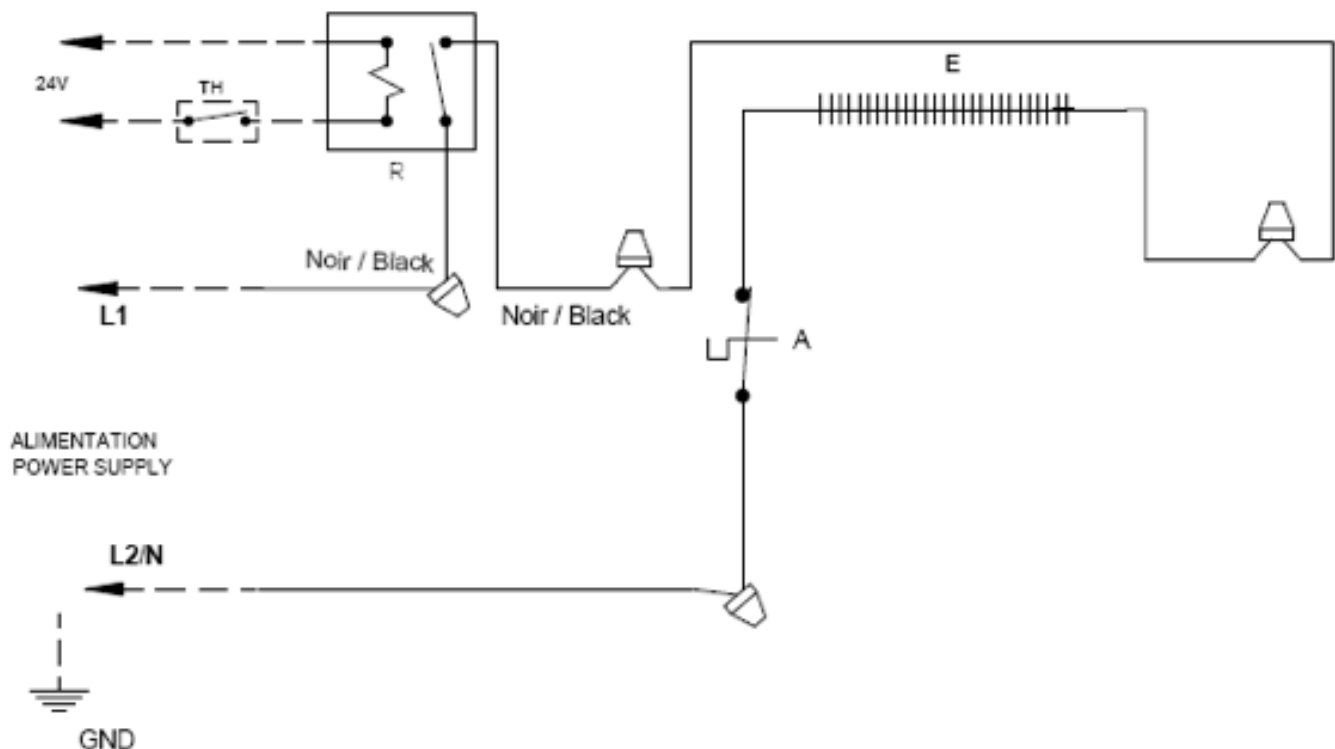 E
24V
TH
R
Noir / Black
L1
Noir / Black
A
ALIMENTATION
POWER SUPPLY
L2/N
GND